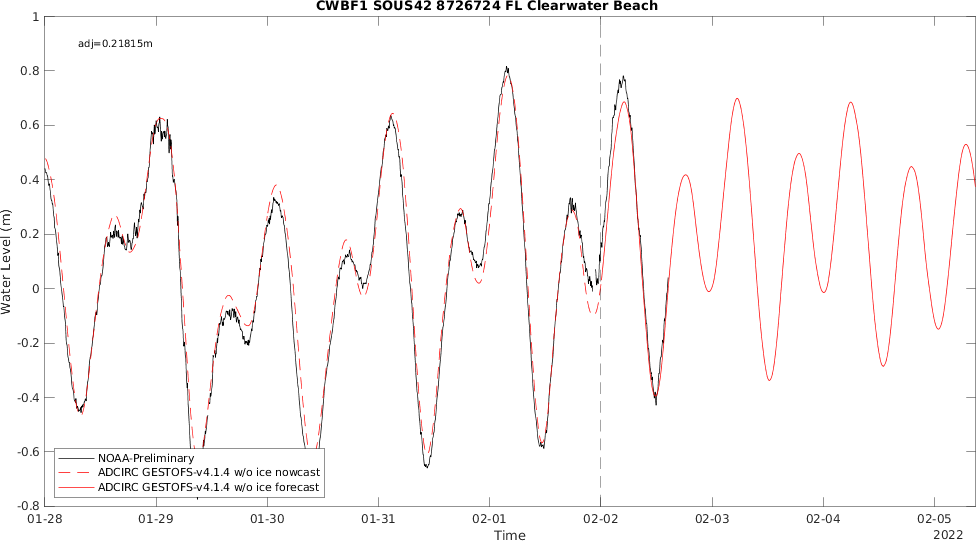 CWBF1 SOUS42 8726724 FL Clearwater Beach
adj=0.21815m
1
0.8
0.6
0.4
0.2
0
-0.2
-0.4
-0.6
-0.8
Water Level (m)
NOAA-Preliminary
ADCIRC GESTOFS-v4.1.4 w/o ice nowcast
ADCIRC GESTOFS-v4.1.4 w/o ice forecast
01-28 01-29 01-30 01-31 02-01 02-02 02-03 02-04 02-05
Time
2022